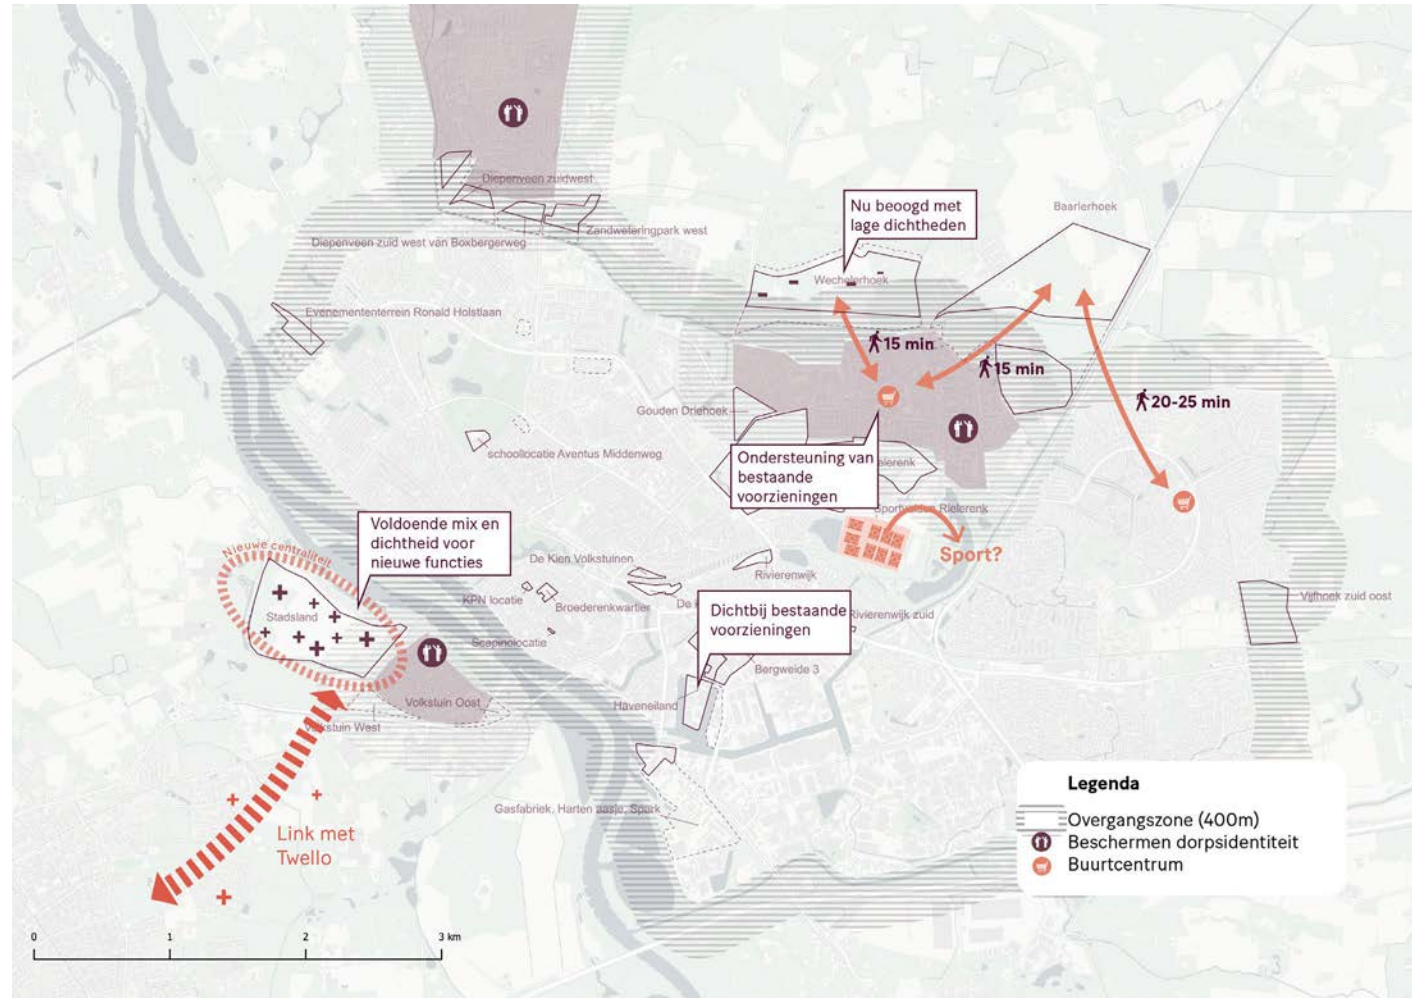 Diepenveen zuidwest
Zandweteringpark west
Diepenveen zuid west van Boxbergerweg
Nu beoogd met
lage dichtheden
Baarlerhoek
Wechelerhoek
Evenemententerrein Ronald Holstlaan
15 min
15 min
20-25 min
Gouden Driehoek
schoollocatie Aventus Middenweg
Ondersteuning van
bestaande
voorzieningen
Sportvelden Rielerenk
Sport?
Voldoende mix en
dichtheid voor
nieuwe functies
Nieuwe centraliteit
Stadsland
De Kien Volkstuinen
KPN locatie
Broederenkwartier
Scapinolocatie
Rivierenwijk
Dichtbij bestaande
voorzieningen
Rivierenwijk zuid
Bergweide 3
Haveneiland
Vijfhoek zuid oost
Volkstuin Oost
Volkstuin West
Gasfabriek, Harten aasje, Spark
Link met
Twello
0 1 2 3 km
Legenda
Overgangszone (400m)
Beschermen dorpsidentiteit
Buurtcentrum